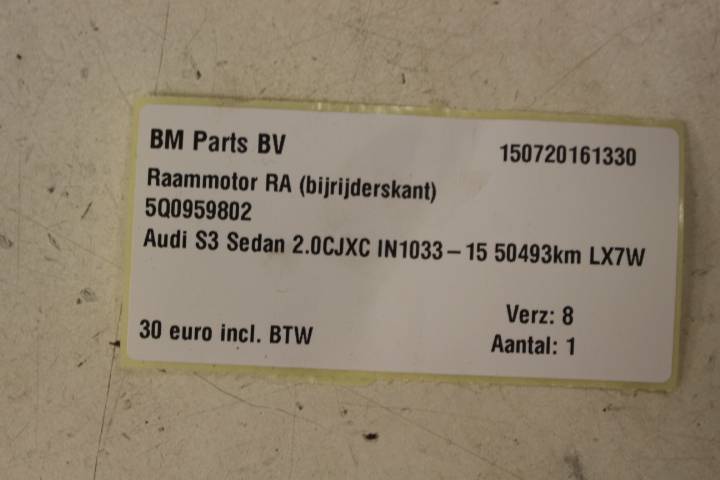 BM Parts BV 150720161330
Raammotor RA (bijrijderskant)
5Q0959802
Audi S3 Sedan 2.0CJXC IN1033-15 50493km LX7W
Verz: 8
30 euro incl. BTW Aantal: 1